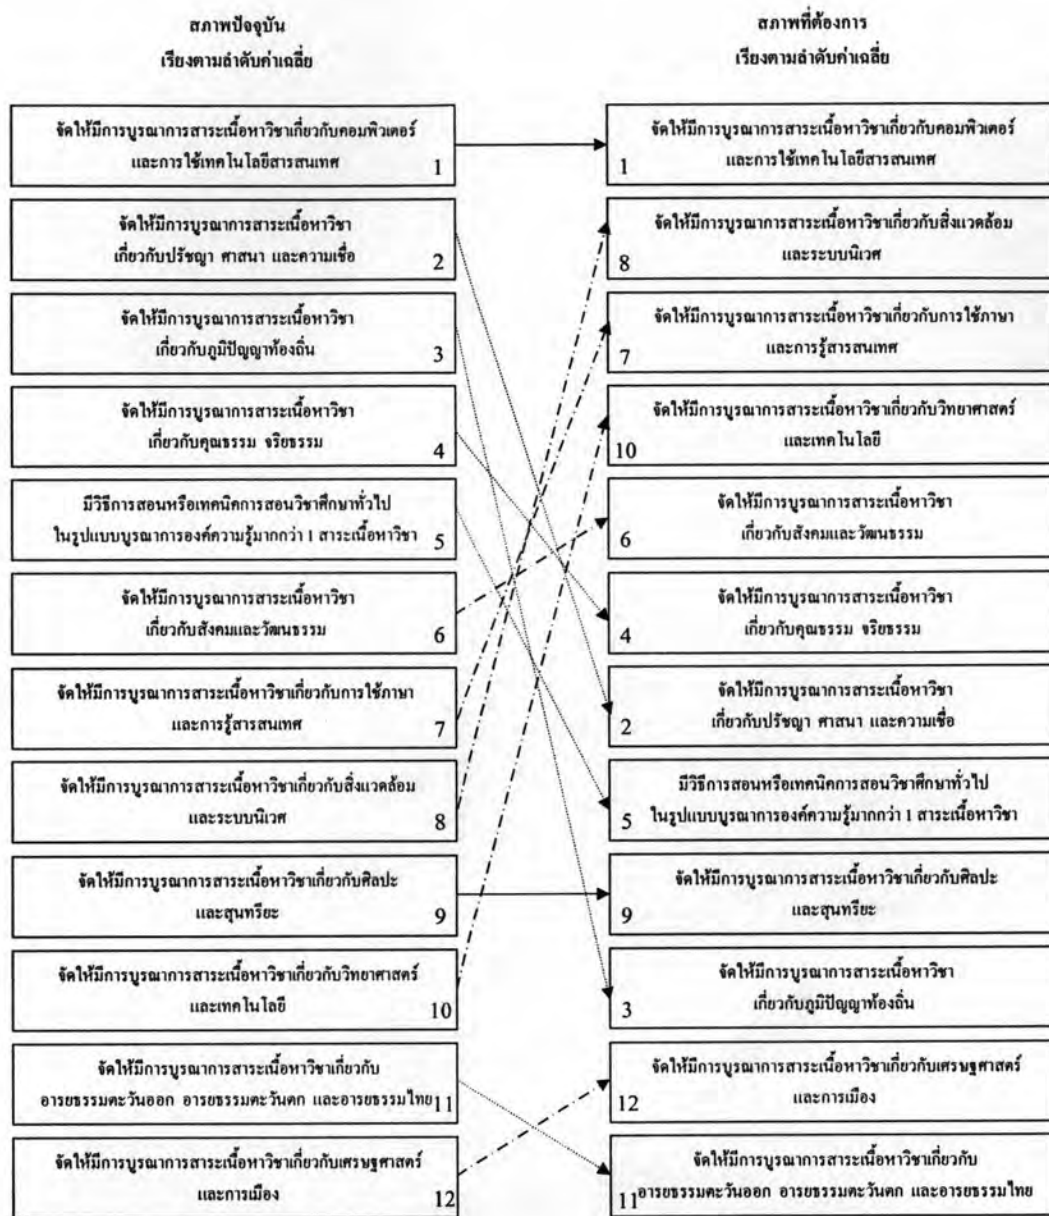 สภาพปัจจุบัน
เรียงตามลำดับค่าเฉลี่ย
จัดให้มีการบูรณาการสาระเนื้อหาวิชาเกี่ยวกับคอมพิวเตอร์
และการใช้เทคโนโลยีสารสนเทศ
1
จัดให้มีการบูรณาการสาระเนื้อหาวิชา
เกี่ยวกับปรัชญา ศาสนา และความเชื่อ
2
จัดให้มีการบูรณาการสาระเนื้อหาวิชา
เกี่ยวกับภูมิปัญญาท้องถิ่น
3
จัดให้มีการบูรณาการสาระเนื้อหาวิชา
เกี่ยวกับคุณธรรม จริยธรรม
4
มีวิธีการสอนหรือเทคนิคการสอนวิชาศึกษาทั่วไป
ในรูปแบบบูรณาการองค์ความรู้มากกว่า 1 สาระเนื้อหาวิชา
5
จัดให้มีการบูรณาการสาระเนื้อหาวิชา
เกี่ยวกับสังคมและวัฒนธรรม
6
จัดให้มีการบูรณาการสาระเนื้อหาวิชาเกี่ยวกับการใช้ภาษา
และการรู้สารสนเทศ
7
จัดให้มีการบูรณาการสาระเนื้อหาวิชาเกี่ยวกับสิ่งแวดล้อม
และระบบนิเวศ
8
จัดให้มีการบูรณาการสาระเนื้อหาวิชาเกี่ยวกับศิลปะ
และสุนทรียะ
9
จัดให้มีการบูรณาการสาระเนื้อหาวิชาเกี่ยวกับวิทยาศาสตร์
และเทคโนโลยี
10
จัดให้มีการบูรณาการสาระเนื้อหาวิชาเกี่ยวกับ
อารยธรรมตะวันออก อารยธรรมตะวันตก และอารยธรรมไทย
11
จัดให้มีการบูรณาการสาระเนื้อหาวิชาเกี่ยวกับเศรษฐศาสตร์
และการเมือง
12
สภาพที่ต้องการ
เรียงตามลำดับค่าเฉลี่ย
จัดให้มีการบูรณาการสาระเนื้อหาวิชาเกี่ยวกับคอมพิวเตอร์
และการใช้เทคโนโลยีสารสนเทศ
1
จัดให้มีการบูรณาการสาระเนื้อหาวิชาเกี่ยวกับสิ่งแวดล้อม
และระบบนิเวศ
8
จัดให้มีการบูรณาการสาระเนื้อหาวิชาเกี่ยวกับการใช้ภาษา
และการรู้สารสนเทศ
7
จัดให้มีการบูรณาการสาระเนื้อหาวิชาเกี่ยวกับวิทยาศาสตร์
และเทคโนโลยี
10
จัดให้มีการบูรณาการสาระเนื้อหาวิชา
เกี่ยวกับสังคมและวัฒนธรรม
6
จัดให้มีการบูรณาการสาระเนื้อหาวิชา
เกี่ยวกับคุณธรรม จริยธรรม
4
จัดให้มีการบูรณาการสาระเนื้อหาวิชา
เกี่ยวกับปรัชญา ศาสนา และความเชื่อ
2
มีวิธีการสอนหรือเทคนิคการสอนวิชาศึกษาทั่วไป
ในรูปแบบบูรณาการองค์ความรู้มากกว่า 1 สาระเนื้อหาวิชา
5
จัดให้มีการบูรณาการสาระเนื้อหาวิชาเกี่ยวกับศิลปะ
และสุนทรียะ
9
จัดให้มีการบูรณาการสาระเนื้อหาวิชา
เกี่ยวกับภูมิปัญญาท้องถิ่น
3
จัดให้มีการบูรณาการสาระเนื้อหาวิชาเกี่ยวกับเศรษฐศาสตร์
และการเมือง
12
จัดให้มีการบูรณาการสาระเนื้อหาวิชาเกี่ยวกับ
อารยธรรมตะวันออก อารยธรรมตะวันตก และอารยธรรมไทย
11